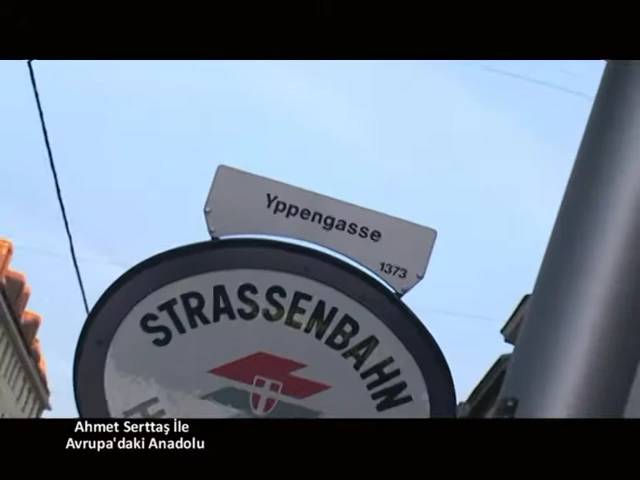 Yppengasse
1373
STRASSENBAHN
Ahmet Serttaş İle
Avrupa'daki Anadolu